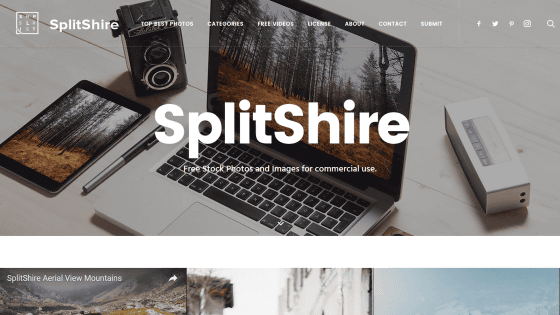 SplitShire
TOP BEST PHOTOS CATEGORIES FREE VIDEOS LICENSE ABOUT CONTACT SUBMIT
SplitShire
Free Stock Photos and Images for commercial use.
SplitShire Aerial View Mountains